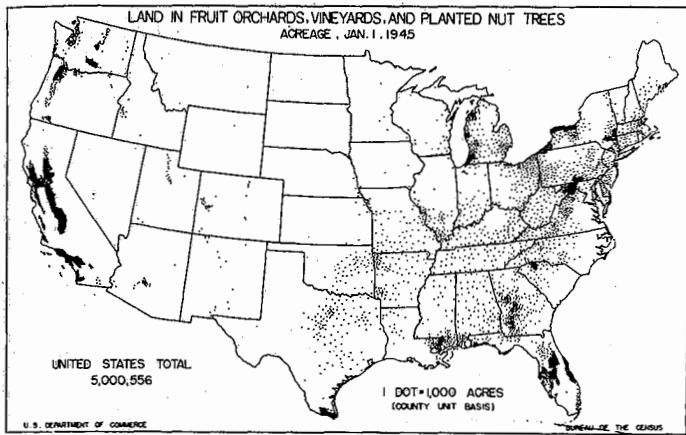 LAND IN FRUIT ORCHARDS, VINEYARDS, AND PLANTED NUT TREES
ACREAGE, JAN. 1, 1945
UNITED STATES TOTAL
5,000,556
1 DOT=1,000 ACRES
(COUNTY UNIT BASIS)
U.S. DEPARTMENT OF COMMERCE
BUREAU OF THE CENSUS